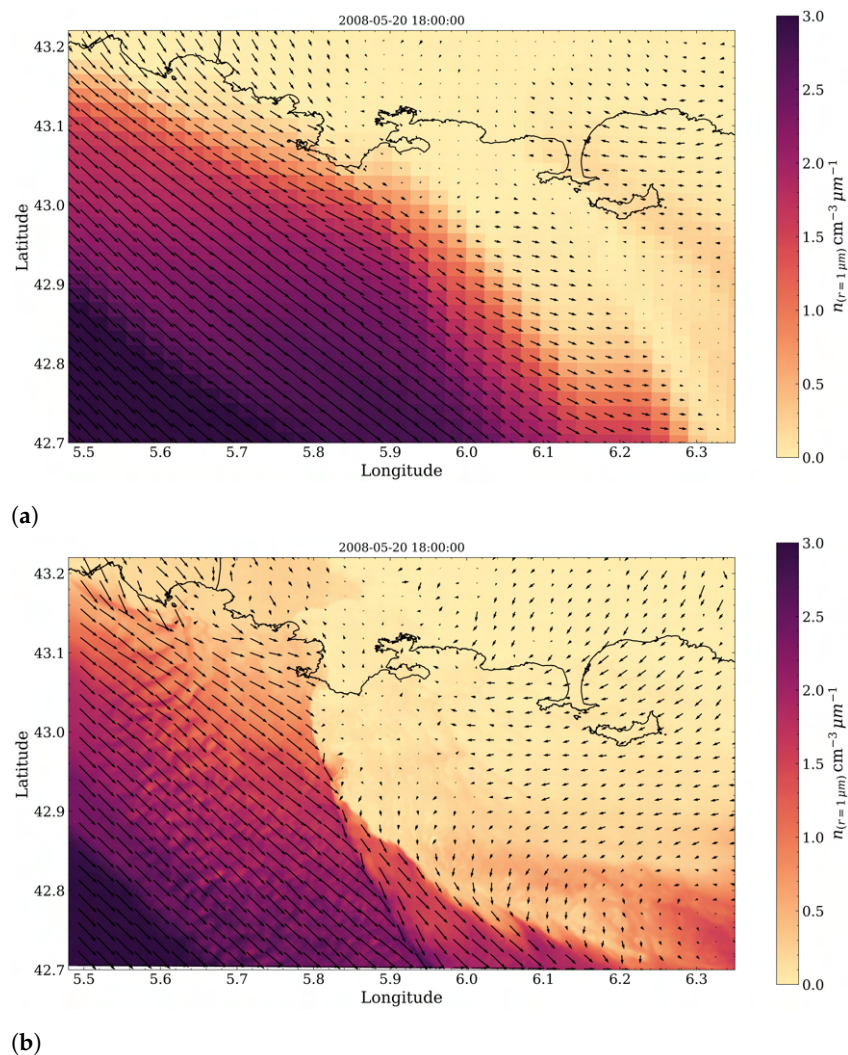 2008-05-20 18:00:00
43.2
43.1
43.0
42.9
42.8
42.7
Latitude
5.5 5.6 5.7 5.8 5.9 6.0 6.1 6.2 6.3
Longitude
3.0
2.5
2.0
1.5
1.0
0.5
0.0
n(r = 1 μm) cm⁻³ μm⁻¹
(a)
2008-05-20 18:00:00
43.2
43.1
43.0
42.9
42.8
42.7
Latitude
5.5 5.6 5.7 5.8 5.9 6.0 6.1 6.2 6.3
Longitude
3.0
2.5
2.0
1.5
1.0
0.5
0.0
n(r = 1 μm) cm⁻³ μm⁻¹
(b)